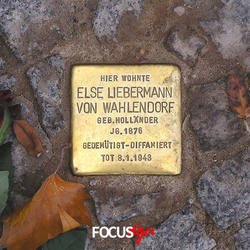 HIER WOHNTE
ELSE LIEBERMANN
VON WAHLENDORF
GEB. HOLLÄNDER
JG. 1876
GEDEMÜTIGT-DIFFAMIERT
TOT 8.1.1943
FOCUS